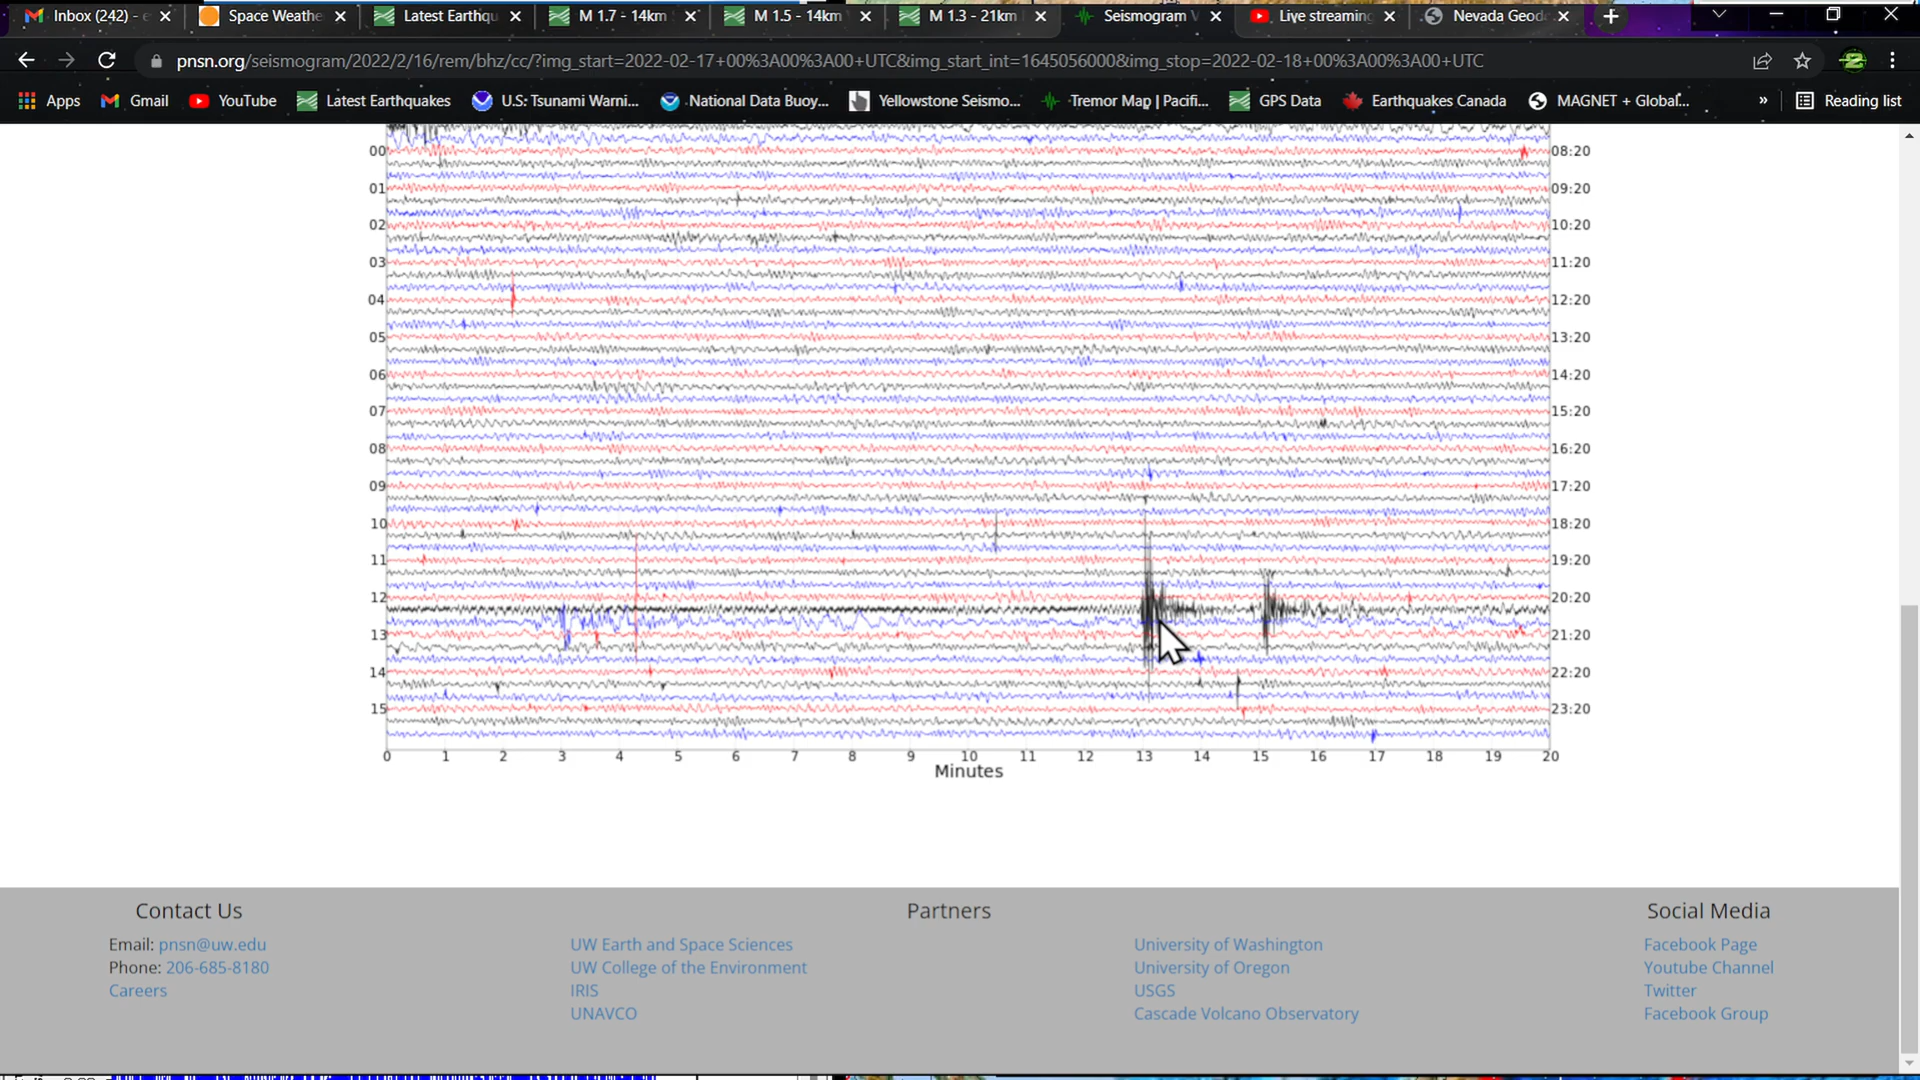 Inbox (242) - e
Space Weathe
Latest Earthqu
M 1.7 - 14km
M 1.5 - 14km
M 1.3 - 21km
Seismogram V
Live streaming
Nevada Geod
pnsn.org/seismogram/2022/2/16/rem/bhz/cc/?img_start=2022-02-17+00%3A00%3A00+UTC&img_start_int=1645056000&img_stop=2022-02-18+00%3A00%3A00+UTC
Apps
Gmail
YouTube
Latest Earthquakes
U.S. Tsunami Warni...
National Data Buoy...
Yellowstone Seismo...
Tremor Map | Pacifi...
GPS Data
Earthquakes Canada
MAGNET + Global...
»
Reading list
00 08:20
01 09:20
02 10:20
03 11:20
04 12:20
05 13:20
06 14:20
07 15:20
08 16:20
09 17:20
10 18:20
11 19:20
12 20:20
13 21:20
14 22:20
15 23:20
0 1 2 3 4 5 6 7 8 9 10 11 12 13 14 15 16 17 18 19 20
Minutes
Contact Us
Email: pnsn@uw.edu
Phone: 206-685-8180
Careers
Partners
UW Earth and Space Sciences
UW College of the Environment
IRIS
UNAVCO
University of Washington
University of Oregon
USGS
Cascade Volcano Observatory
Social Media
Facebook Page
Youtube Channel
Twitter
Facebook Group